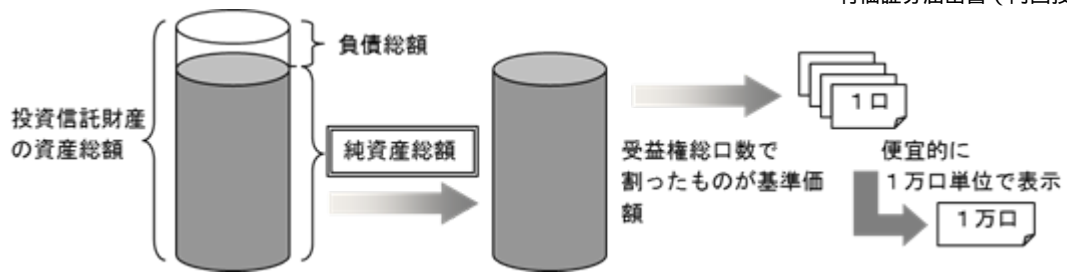 負債総額
投資信託財産
の資産総額
純資産総額
受益権総口数で
割ったものが基準価
額
1口
便宜的に
1万口単位で表示
1万口